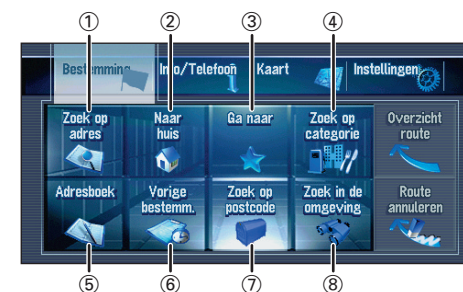 ① ② ③ ④
Bestemming Info/Telefoon Kaart Instellingen
Zoek op adres
Naar huis
Ga naar
Zoek op categorie
Overzicht route
Adresboek
Vorige bestemm.
Zoek op postcode
Zoek in de omgeving
Route annuleren
⑤ ⑥ ⑦ ⑧